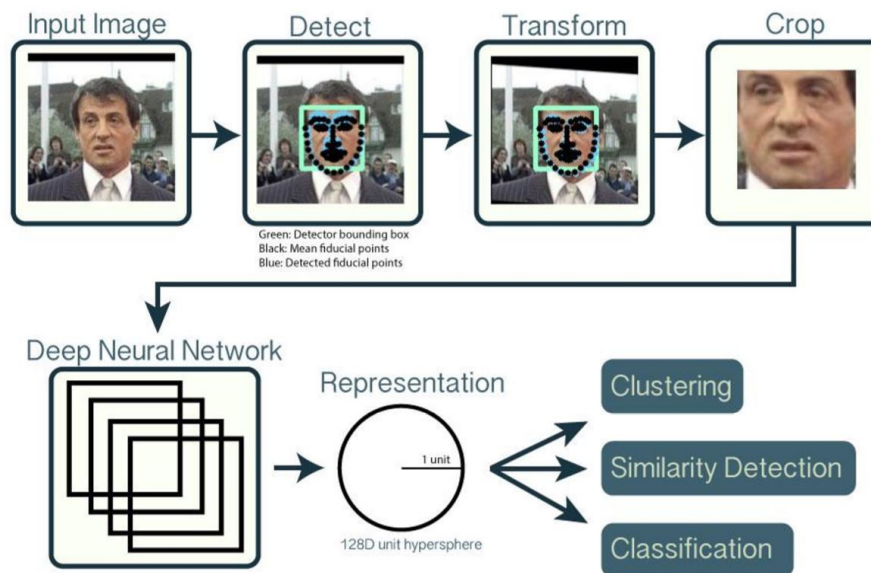 Input Image
Detect
Transform
Crop
Green: Detector bounding box
Black: Mean fiducial points
Blue: Detected fiducial points
Deep Neural Network
Representation
1 unit
128D unit hypersphere
Clustering
Similarity Detection
Classification